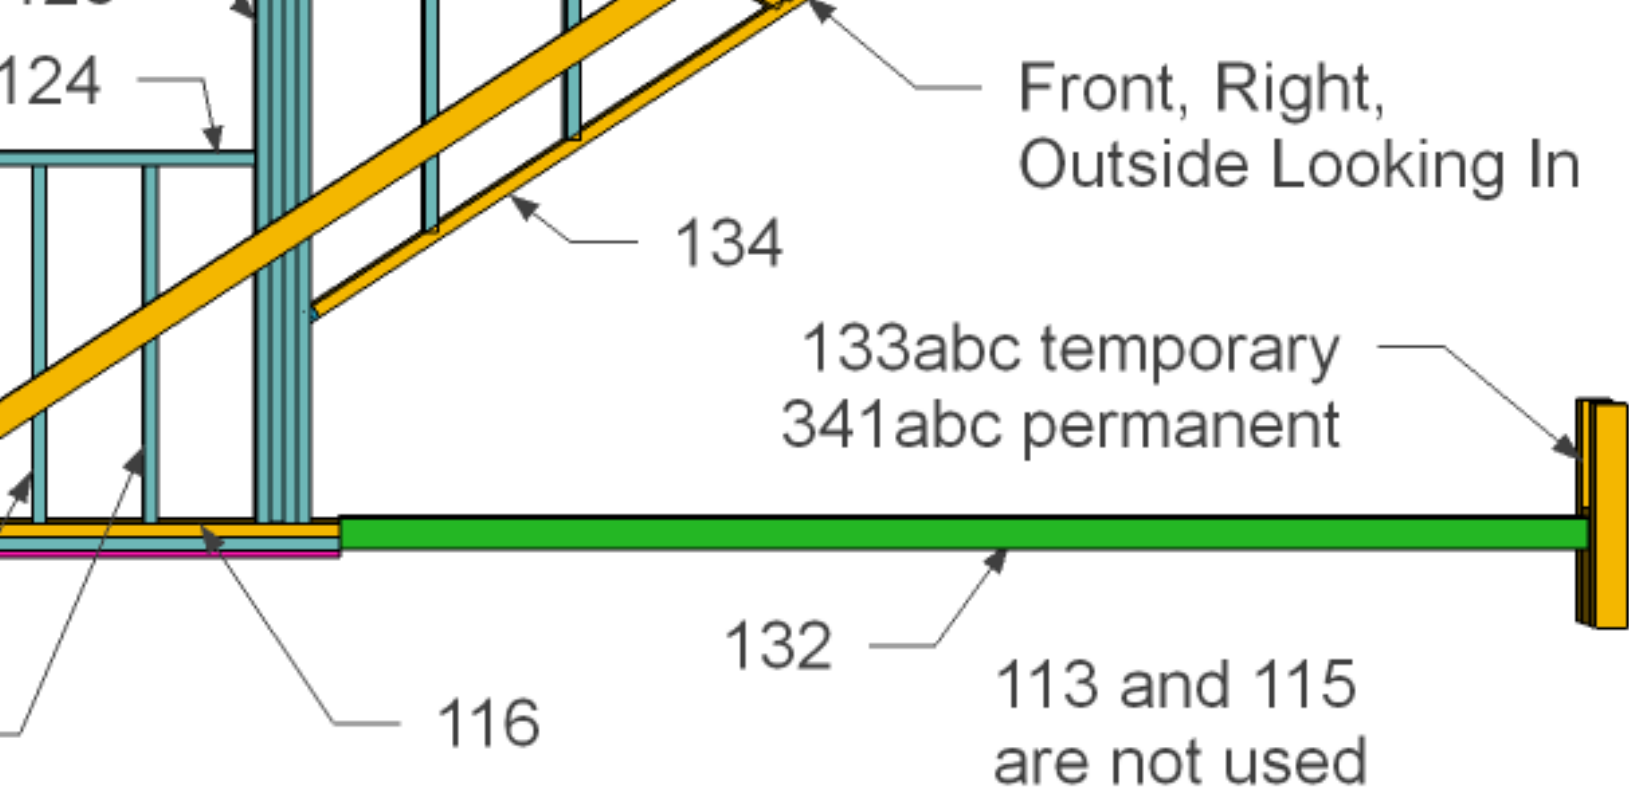 124
Front, Right,
Outside Looking In
134
133abc temporary
341abc permanent
132
113 and 115
are not used
116